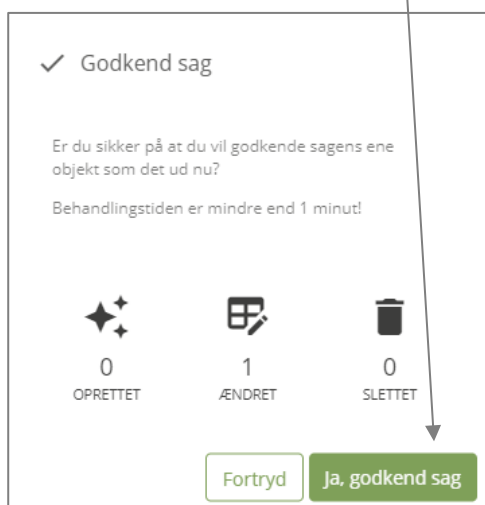 Godkend sag
Er du sikker på at du vil godkende sagens ene
objekt som det ud nu?
Behandlingstiden er mindre end 1 minut!
0 1 0
OPRETTET ÆNDRET SLETTET
Fortryd Ja, godkend sag